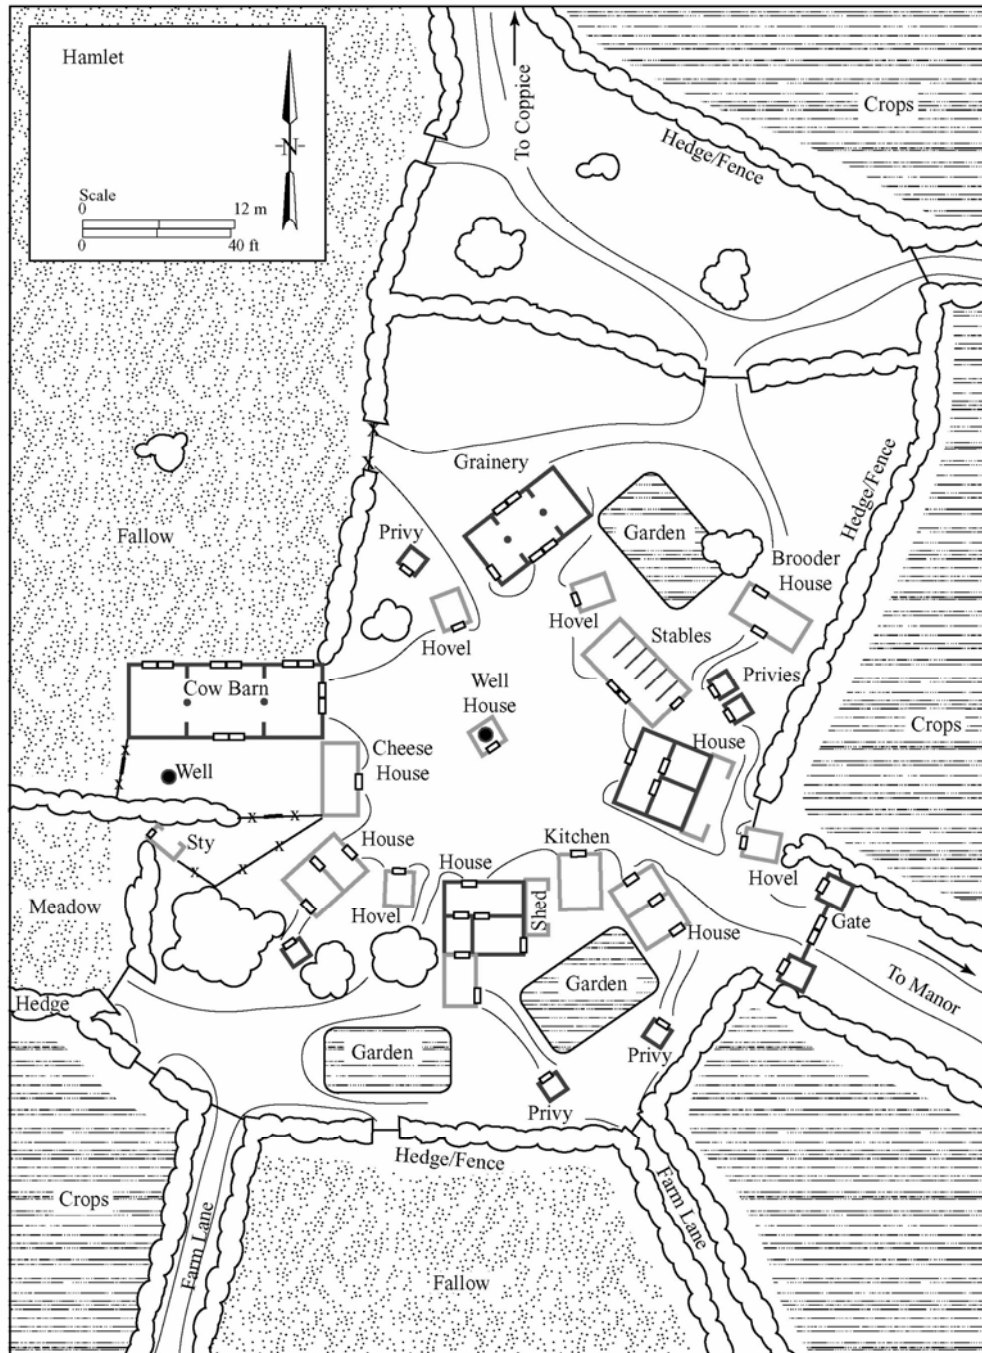 Hamlet
N
Scale
0 12 m
0 40 ft
To Coppice
Crops
Hedge/Fence
Grainery
Garden
Hedge/Fence
Fallow
Privy
Brooder
House
Hovel
Hovel
Stables
Cow Barn
Well
House
Privies
Crops
Cheese
House
House
Well
Sty
House
House
Kitchen
Hovel
Hovel
Shed
Meadow
House
Gate
Hedge
Garden
To Manor
Garden
Privy
Privy
Hedge/Fence
Crops
Farm Lane
Farm Lane
Fallow